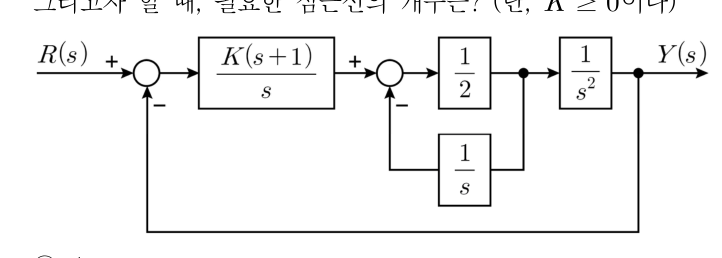 그리고자 할 때, 필요한 점근선의 개수는? (단, K ≥ 0이다)
R(s) + − K(s+1)/s + − 1/2 1/s² Y(s)
1/s